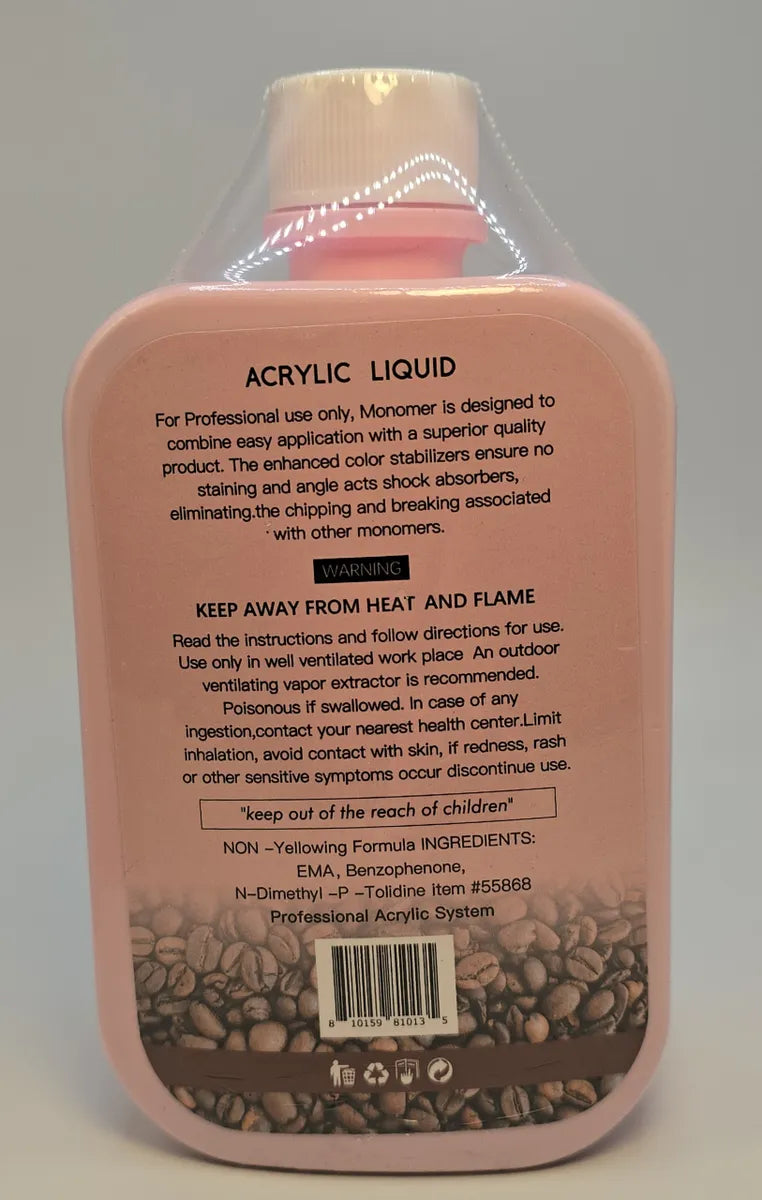 ACRYLIC LIQUID
For Professional use only, Monomer is designed to
combine easy application with a superior quality
product. The enhanced color stabilizers ensure no
staining and angle acts shock absorbers,
eliminating.the chipping and breaking associated
with other monomers.
WARNING
KEEP AWAY FROM HEAT AND FLAME
Read the instructions and follow directions for use.
Use only in well ventilated work place An outdoor
ventilating vapor extractor is recommended.
Poisonous if swallowed. In case of any
ingestion,contact your nearest health center.Limit
inhalation, avoid contact with skin, if redness, rash
or other sensitive symptoms occur discontinue use.
"keep out of the reach of children"
NON -Yellowing Formula INGREDIENTS:
EMA, Benzophenone,
N-Dimethyl -P -Tolidine item #55868
Professional Acrylic System
8 10159 81013 5